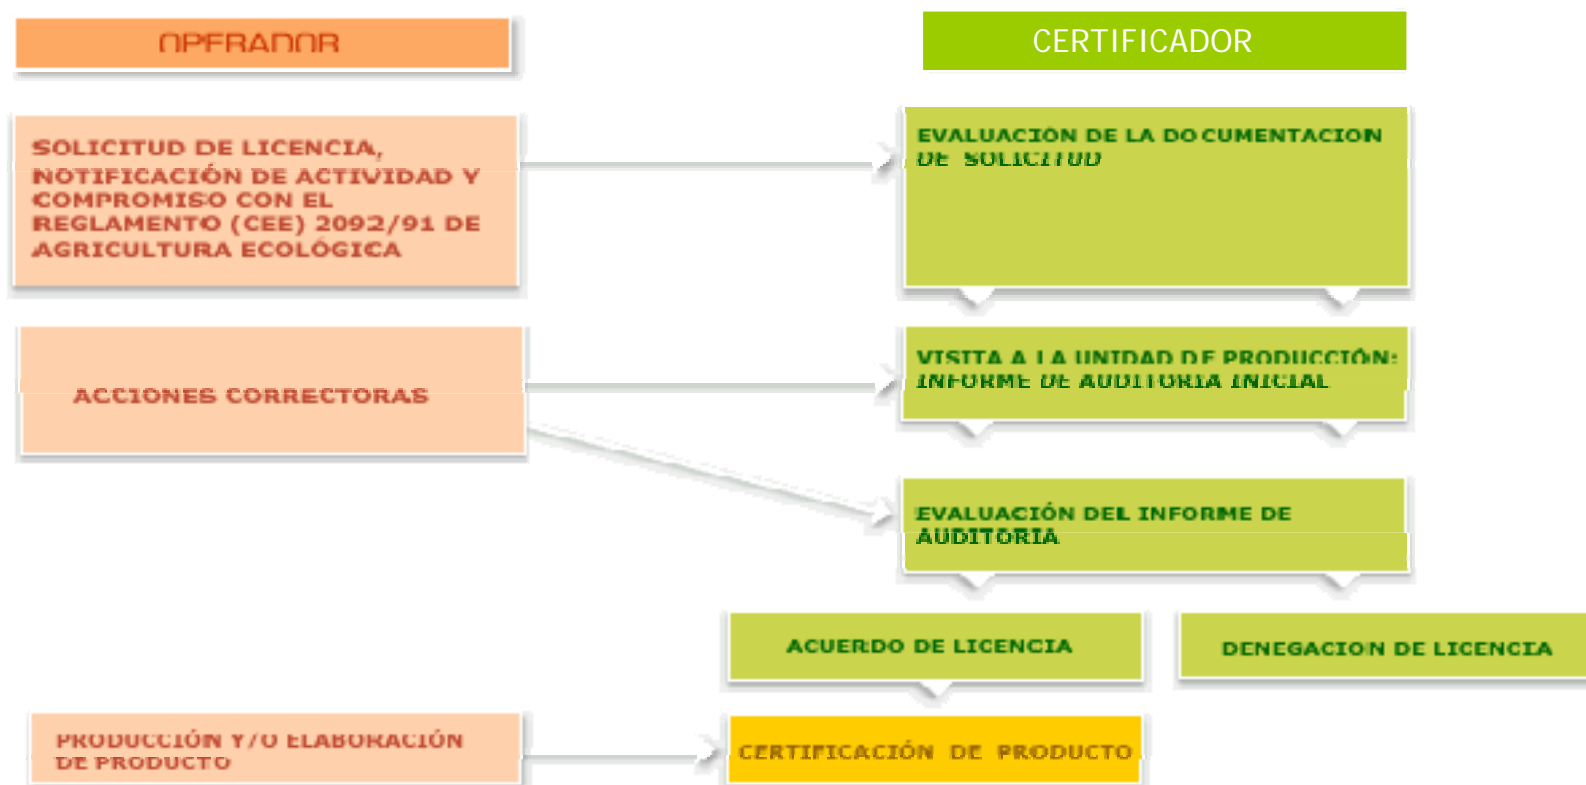 OPERADOR
CERTIFICADOR
SOLICITUD DE LICENCIA,
NOTIFICACIÓN DE ACTIVIDAD Y
COMPROMISO CON EL
REGLAMENTO (CEE) 2092/91 DE
AGRICULTURA ECOLÓGICA
EVALUACIÓN DE LA DOCUMENTACION
DE SOLICITUD
ACCIONES CORRECTORAS
VISITA A LA UNIDAD DE PRODUCCIÓN:
INFORME DE AUDITORIA INICIAL
EVALUACIÓN DEL INFORME DE
AUDITORIA
ACUERDO DE LICENCIA
DENEGACION DE LICENCIA
PRODUCCIÓN Y/O ELABORACIÓN
DE PRODUCTO
CERTIFICACIÓN DE PRODUCTO